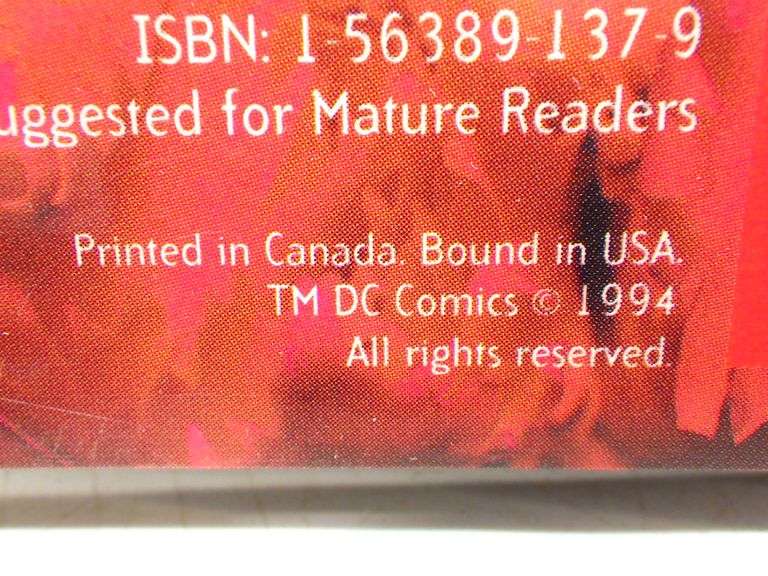 ISBN: 1-56389-137-9
uggested for Mature Readers
Printed in Canada. Bound in USA.
TM DC Comics © 1994
All rights reserved.